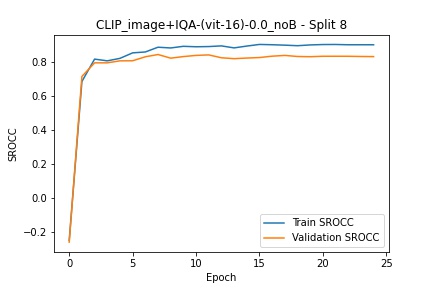 CLIP_image+IQA-(vit-16)-0.0_noB - Split 8
SROCC
0.8
0.6
0.4
0.2
0.0
−0.2
Train SROCC
Validation SROCC
0 5 10 15 20 25
Epoch